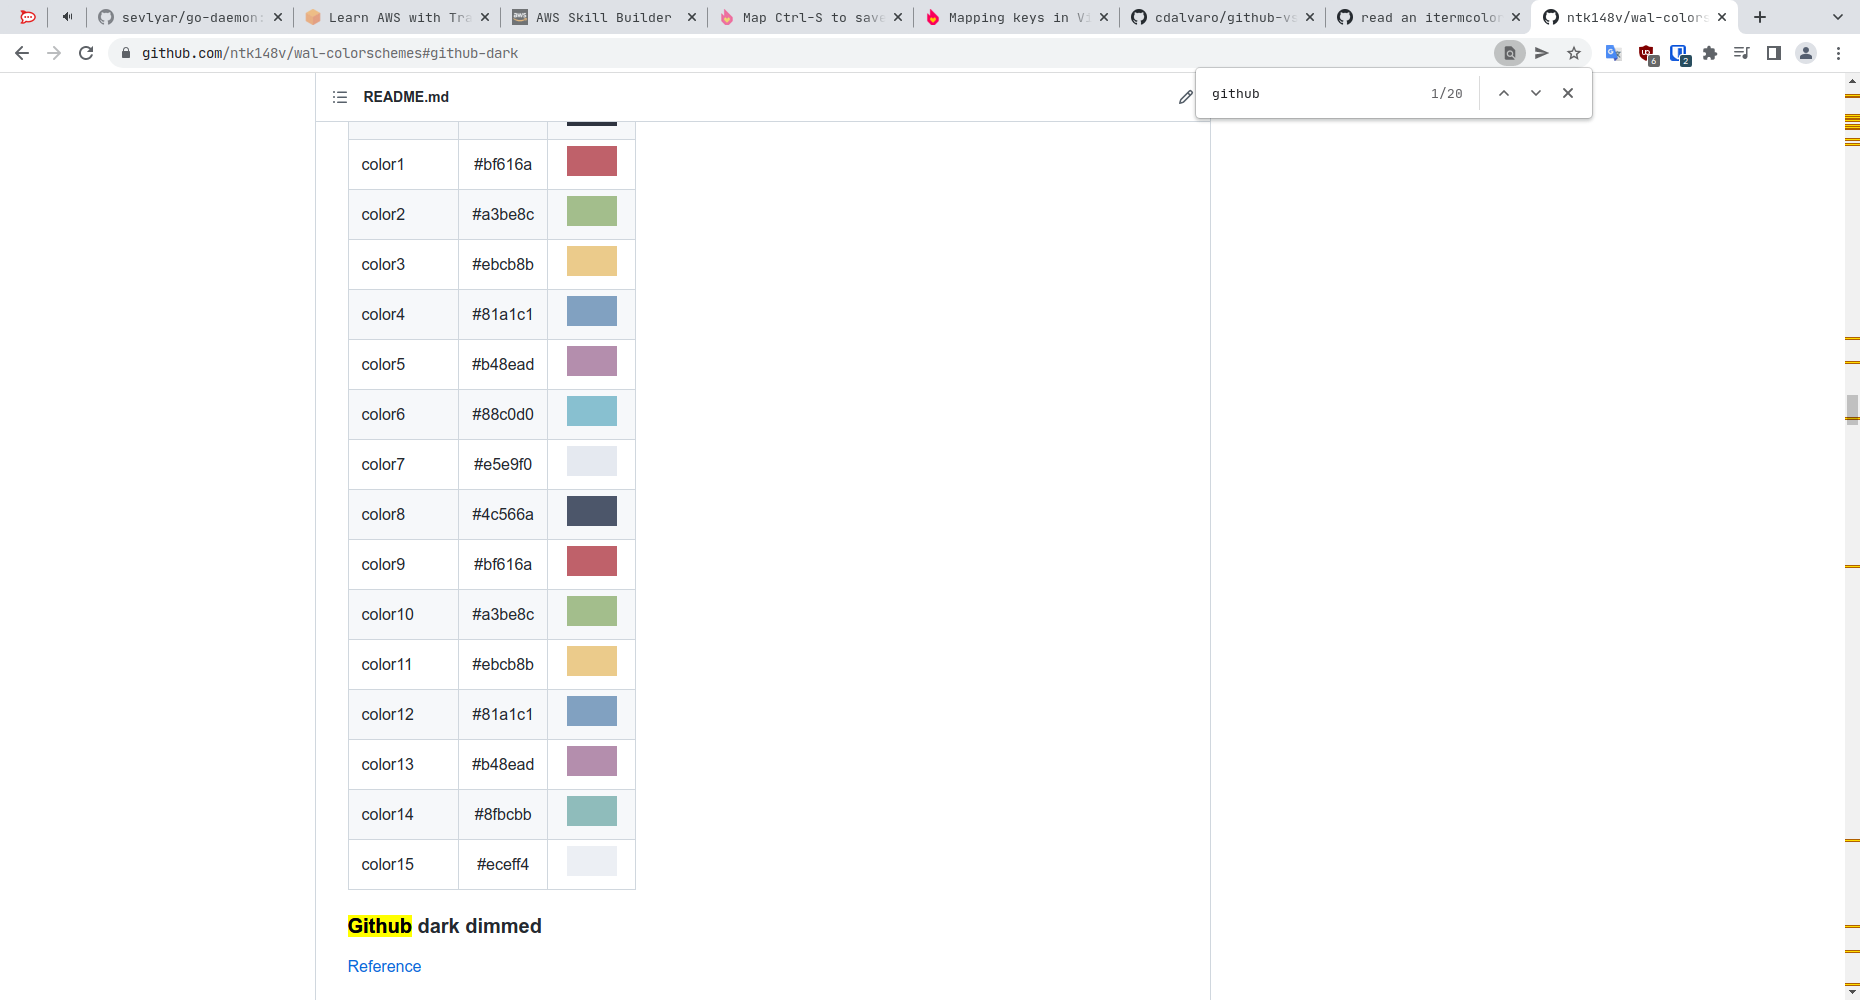 sevlyar/go-daemon:
Learn AWS with Tra
AWS Skill Builder
Map Ctrl-S to save
Mapping keys in Vi
cdalvaro/github-vs
read an itermcolor
ntk148v/wal-colors
github.com/ntk148v/wal-colorschemes#github-dark
6
2
github
1/20
README.md
color1 #bf616a
color2 #a3be8c
color3 #ebcb8b
color4 #81a1c1
color5 #b48ead
color6 #88c0d0
color7 #e5e9f0
color8 #4c566a
color9 #bf616a
color10 #a3be8c
color11 #ebcb8b
color12 #81a1c1
color13 #b48ead
color14 #8fbcbb
color15 #eceff4
Github dark dimmed
Reference